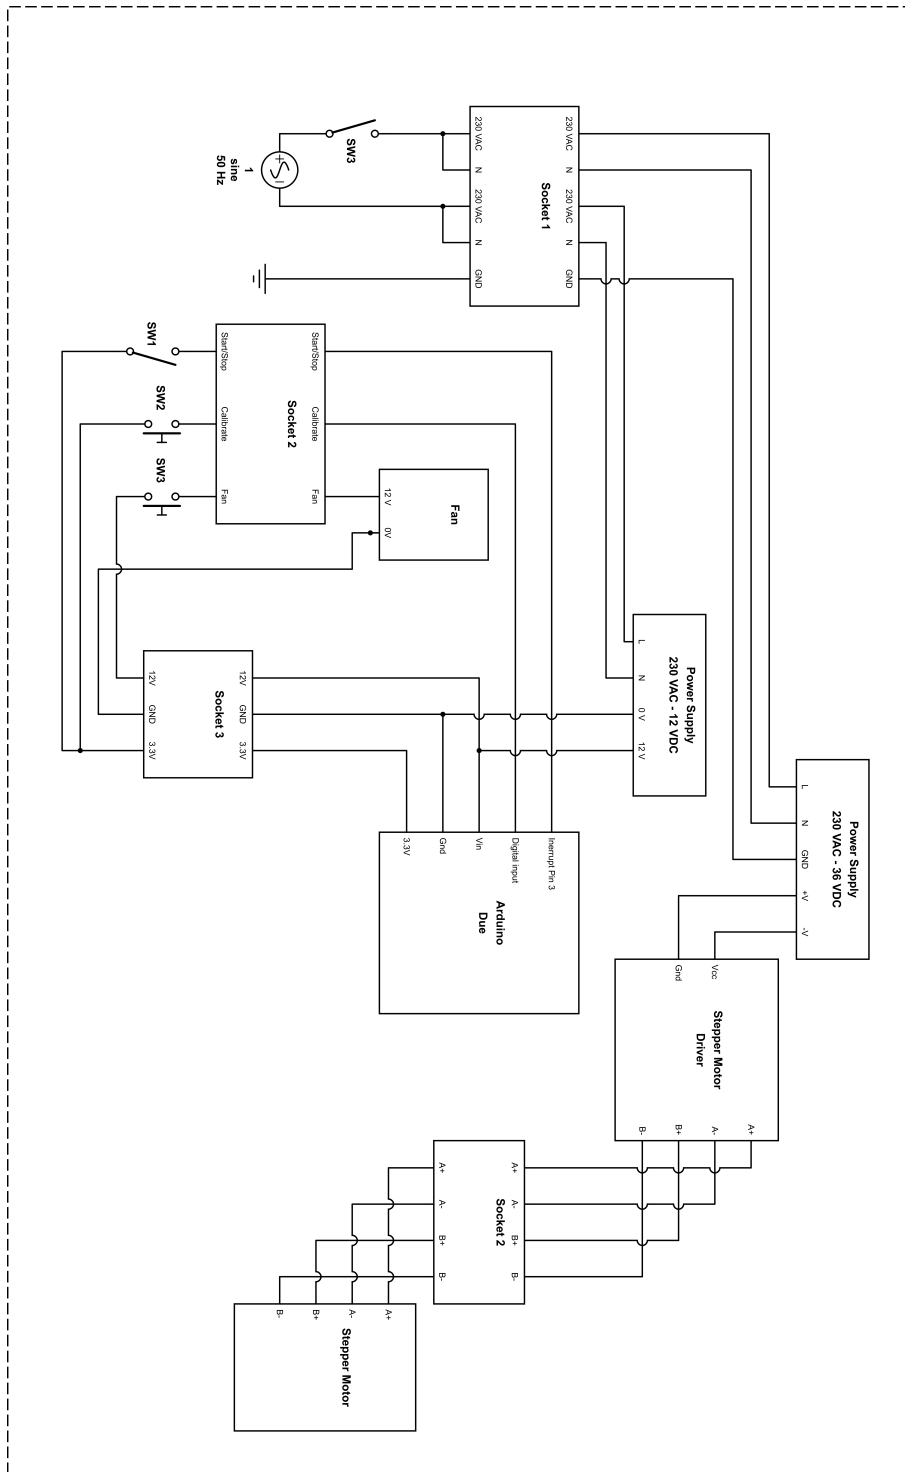 SW3
1
sine
50 Hz
230 VAC
N
230 VAC
N
GND
Socket 1
230 VAC
N
230 VAC
N
GND
SW1
SW2
SW3
Start/Stop
Calibrate
Fan
Socket 2
Start/Stop
Calibrate
Fan
12 V
0V
Fan
12V
GND
3.3V
Socket 3
12V
GND
3.3V
L
N
0 V
12 V
Power Supply
230 VAC - 12 VDC
L
N
GND
+V
-V
Power Supply
230 VAC - 36 VDC
3.3V
Gnd
Vin
Digital input
Inerrupt Pin 3
Arduino
Due
Vcc
Gnd
Stepper Motor
Driver
A+
A-
B+
B-
A+
A-
B+
B-
Socket 2
A+
A-
B+
B-
A+
A-
B+
B-
Stepper Motor